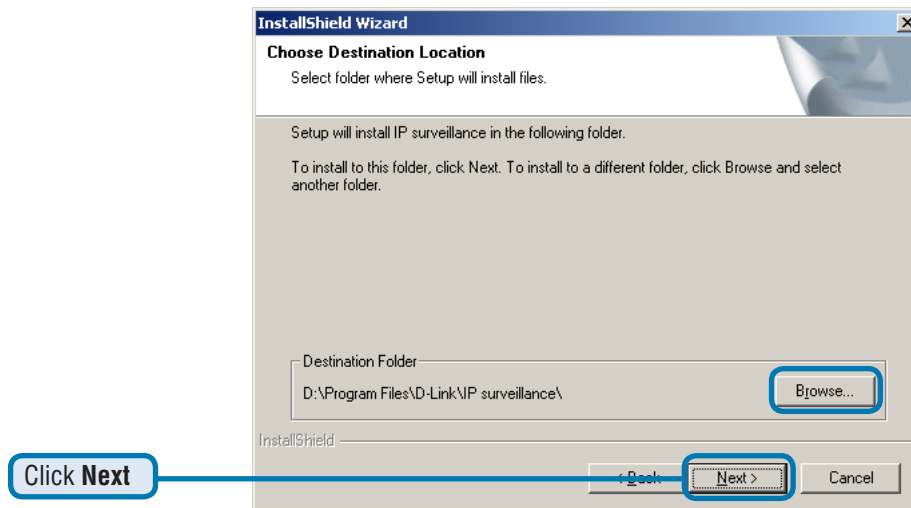 InstallShield Wizard
Choose Destination Location
Select folder where Setup will install files.
Setup will install IP surveillance in the following folder.
To install to this folder, click Next. To install to a different folder, click Browse and select
another folder.
Destination Folder
D:\Program Files\D-Link\IP surveillance\
Browse...
InstallShield
< Back
Next >
Cancel
Click Next